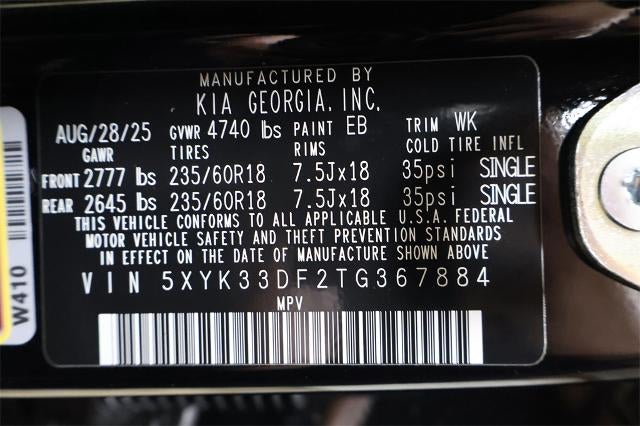 MANUFACTURED BY
KIA GEORGIA, INC.
AUG/28/25 GVWR 4740 lbs PAINT EB TRIM WK
GAWR TIRES RIMS COLD TIRE INFL
FRONT 2777 lbs 235/60R18 7.5Jx18 35psi SINGLE
REAR 2645 lbs 235/60R18 7.5Jx18 35psi SINGLE
THIS VEHICLE CONFORMS TO ALL APPLICABLE U.S.A. FEDERAL
MOTOR VEHICLE SAFETY AND THEFT PREVENTION STANDARDS
IN EFFECT ON THE DATE OF MANUFACTURE SHOWN ABOVE
VIN 5XYK33DF2TG367884
MPV
W410